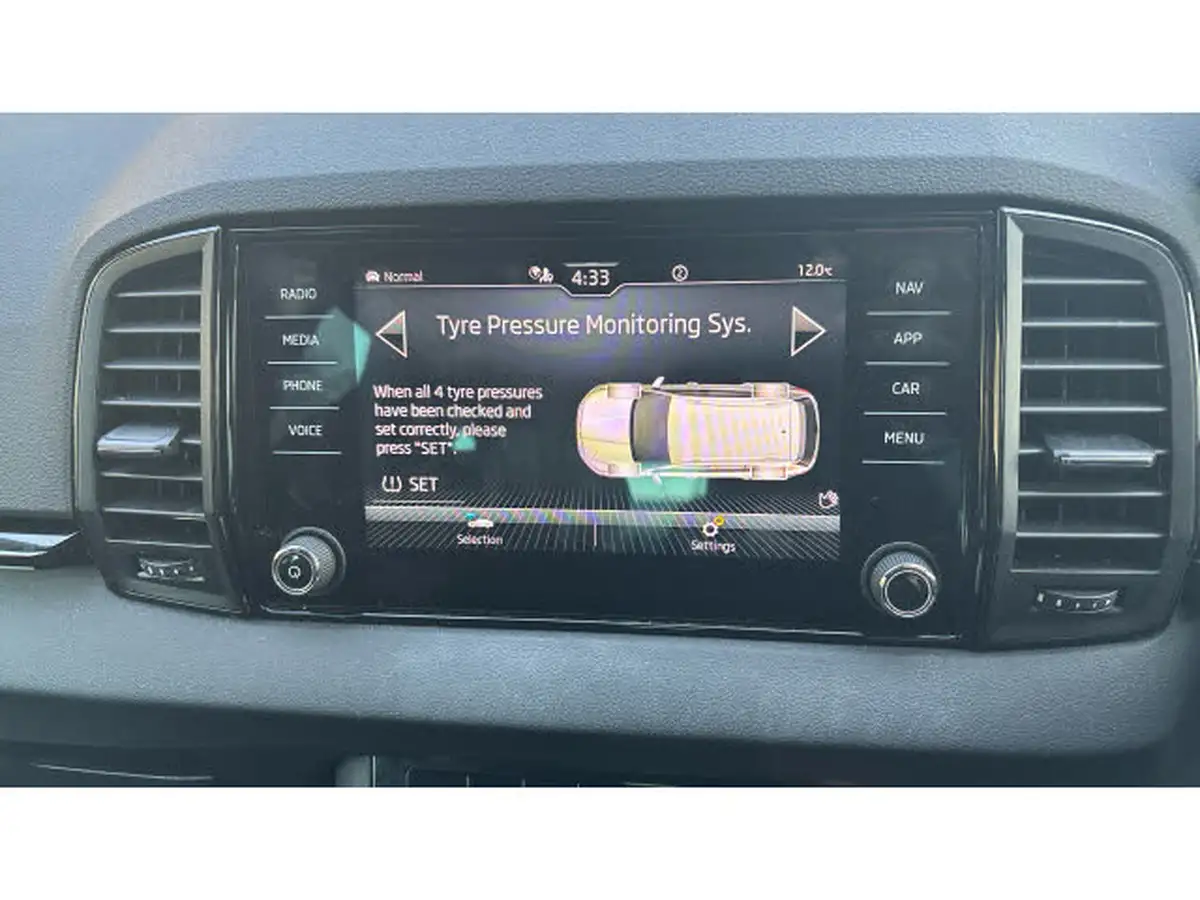 Normal
4:33
2
12.0℃
RADIO
MEDIA
PHONE
VOICE
Tyre Pressure Monitoring Sys.
When all 4 tyre pressures
have been checked and
set correctly, please
press "SET".
SET
Selection
Settings
NAV
APP
CAR
MENU